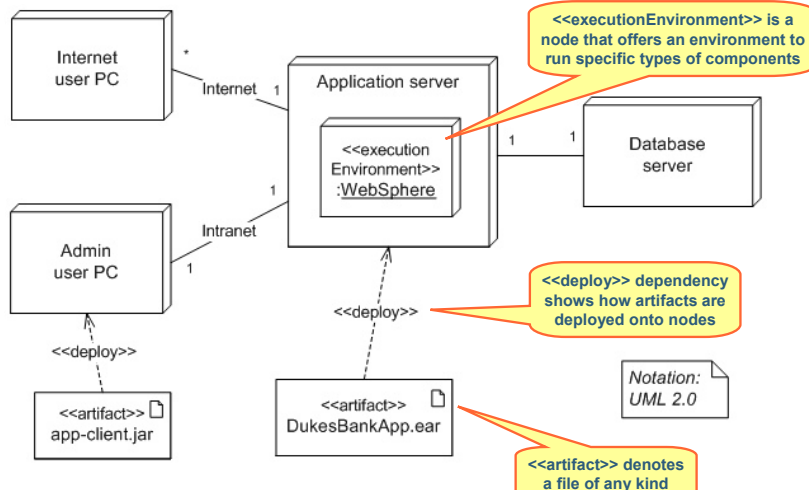 <<executionEnvironment>> is a
node that offers an environment to
run specific types of components
Internet
user PC
*
Internet
1
Application server
<<execution
Environment>>
:WebSphere
1
1
Database
server
Admin
user PC
1
Intranet
1
<<deploy>>
<<deploy>>
<<deploy>> dependency
shows how artifacts are
deployed onto nodes
<<artifact>>
app-client.jar
<<artifact>>
DukesBankApp.ear
Notation:
UML 2.0
<<artifact>> denotes
a file of any kind